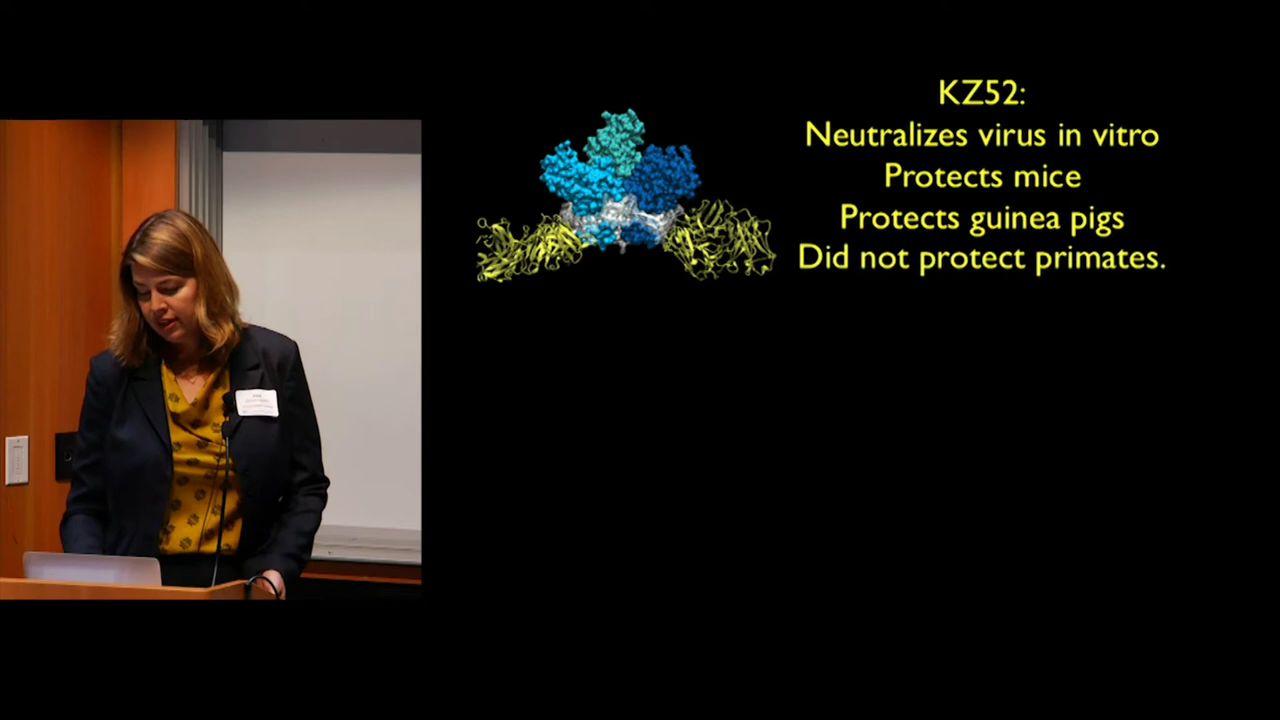 KZ52:
Neutralizes virus in vitro
Protects mice
Protects guinea pigs
Did not protect primates.